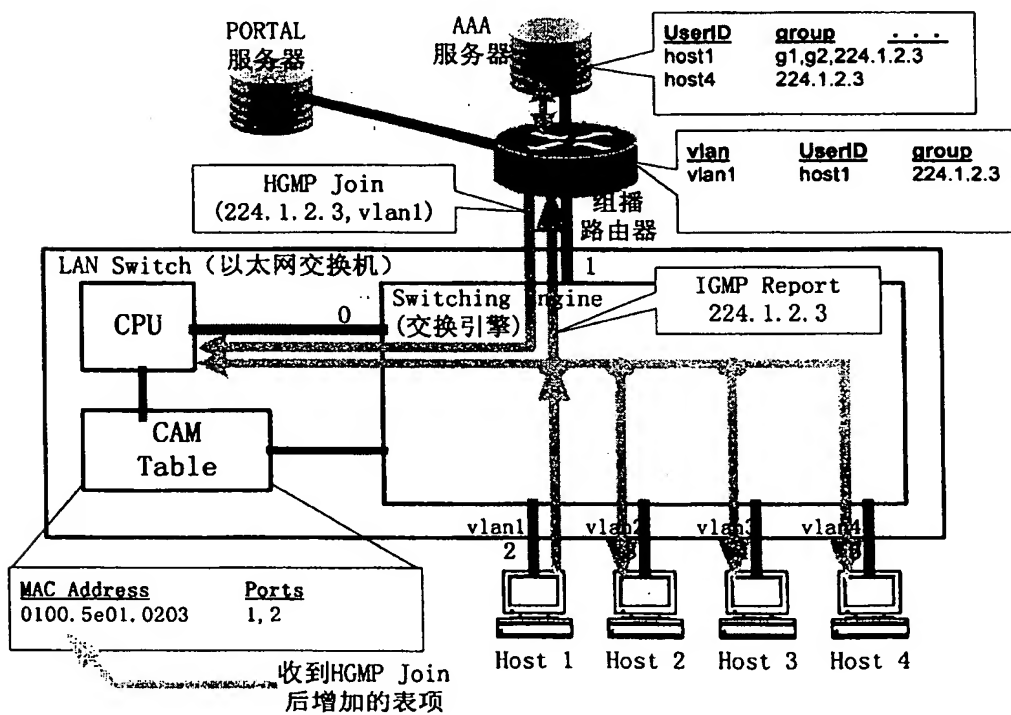 PORTAL
服务器
AAA
服务器
UserID group . . .
host1 g1,g2,224.1.2.3
host4 224.1.2.3
vlan UserID group
vlan1 host1 224.1.2.3
HGMP Join
(224.1.2.3,vlan1)
组播
路由器
LAN Switch（以太网交换机）
1
CPU
0
Switching Engine
(交换引擎)
IGMP Report
224.1.2.3
CAM
Table
vlan1
2
vlan2
vlan3
vlan4
MAC Address Ports
0100.5e01.0203 1,2
Host 1
Host 2
Host 3
Host 4
收到HGMP Join
后增加的表项